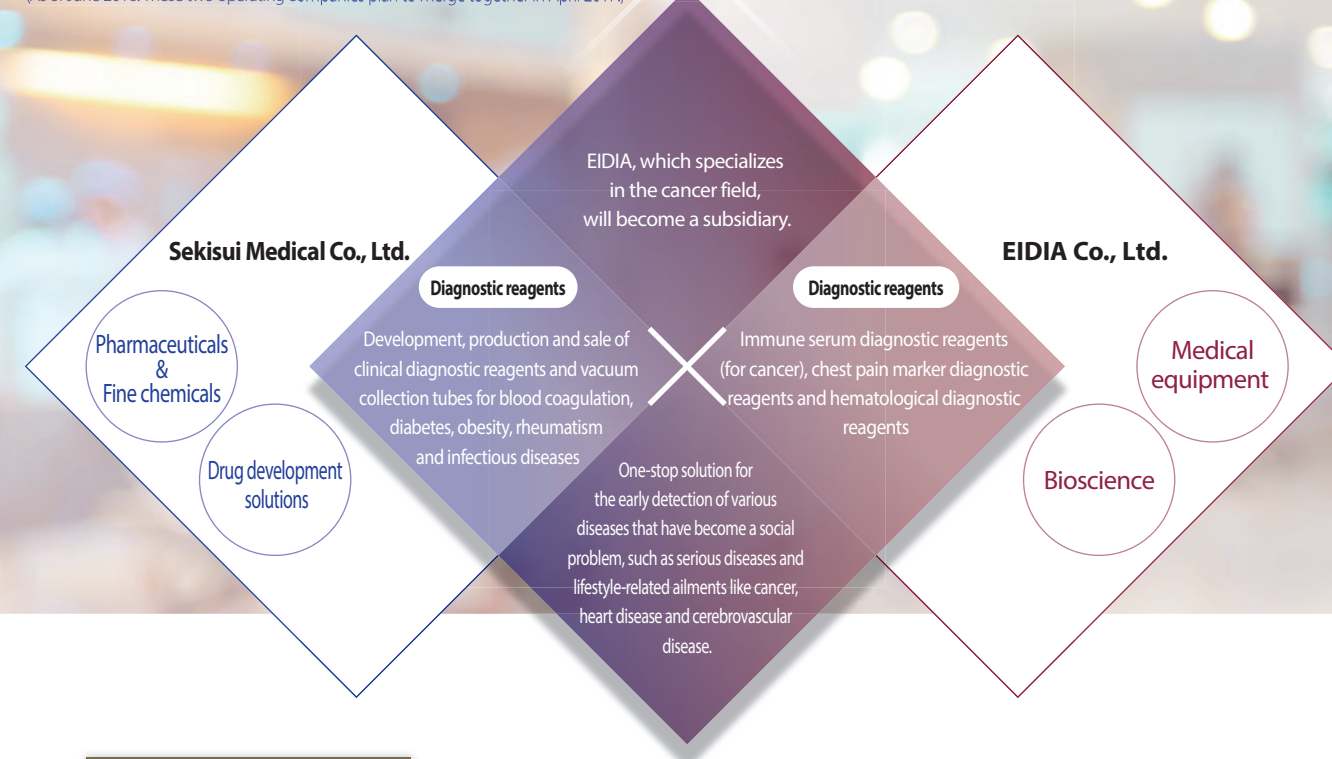 EIDIA, which specializes
in the cancer field,
will become a subsidiary.
Sekisui Medical Co., Ltd.
Pharmaceuticals
&
Fine chemicals
Drug development
solutions
Diagnostic reagents
Development, production and sale of
clinical diagnostic reagents and vacuum
collection tubes for blood coagulation,
diabetes, obesity, rheumatism
and infectious diseases
EIDIA Co., Ltd.
Diagnostic reagents
Immune serum diagnostic reagents
(for cancer), chest pain marker diagnostic
reagents and hematological diagnostic
reagents
Medical
equipment
Bioscience
One-stop solution for
the early detection of various
diseases that have become a social
problem, such as serious diseases and
lifestyle-related ailments like cancer,
heart disease and cerebrovascular
disease.